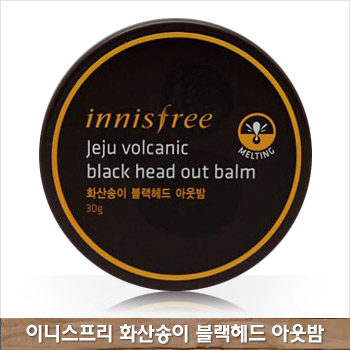 innisfree
Jeju volcanic
black head out balm
화산송이 블랙헤드 아웃밤
30g
MELTING
이니스프리 화산송이 블랙헤드 아웃밤